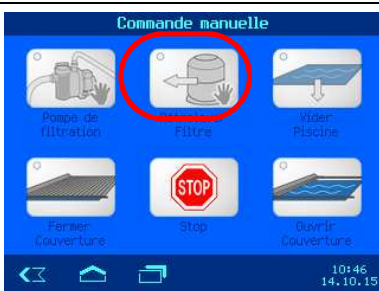 Commande manuelle
Pompe de
filtration
Filtre
Vider
Piscine
Fermer
Couverture
STOP
Stop
Ouvrir
Couverture
10:46
14.10.15